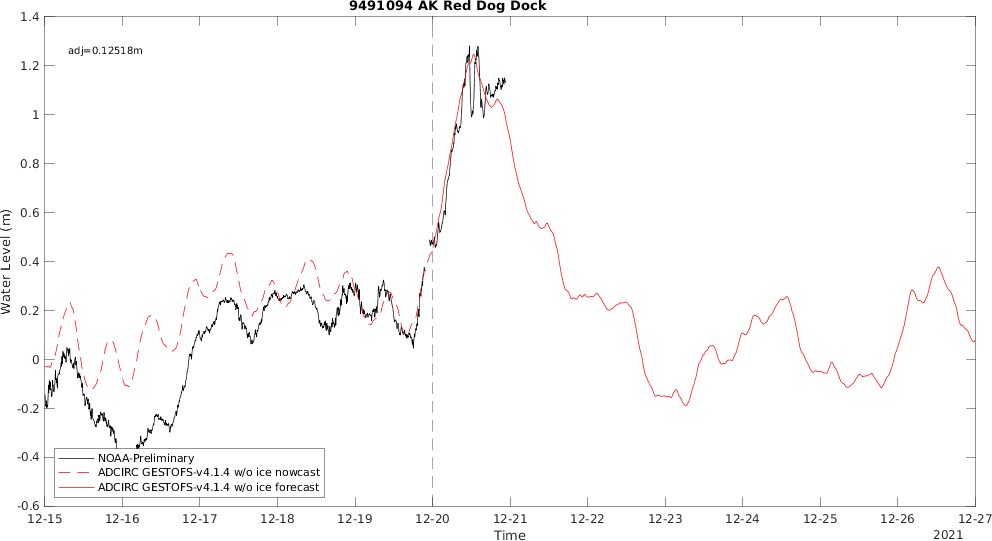 9491094 AK Red Dog Dock
adj=0.12518m
1.4
1.2
1
0.8
0.6
0.4
0.2
0
-0.2
-0.4
-0.6
Water Level (m)
NOAA-Preliminary
ADCIRC GESTOFS-v4.1.4 w/o ice nowcast
ADCIRC GESTOFS-v4.1.4 w/o ice forecast
12-15 12-16 12-17 12-18 12-19 12-20 12-21 12-22 12-23 12-24 12-25 12-26 12-27
Time
2021